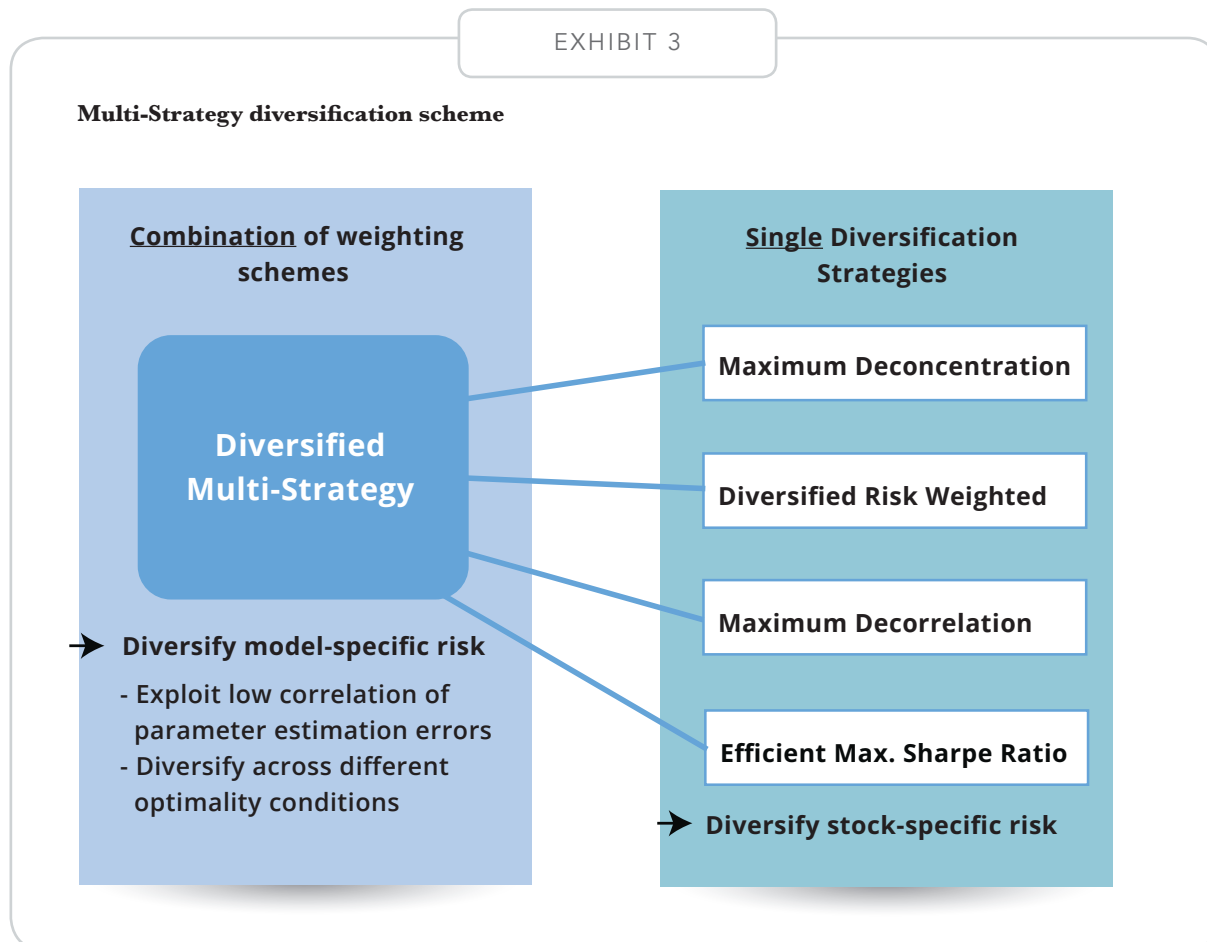 EXHIBIT 3
Multi-Strategy diversification scheme
Combination of weighting
schemes
Diversified
Multi-Strategy
Diversify model-specific risk
- Exploit low correlation of
parameter estimation errors
- Diversify across different
optimality conditions
Single Diversification
Strategies
Maximum Deconcentration
Diversified Risk Weighted
Maximum Decorrelation
Efficient Max. Sharpe Ratio
Diversify stock-specific risk